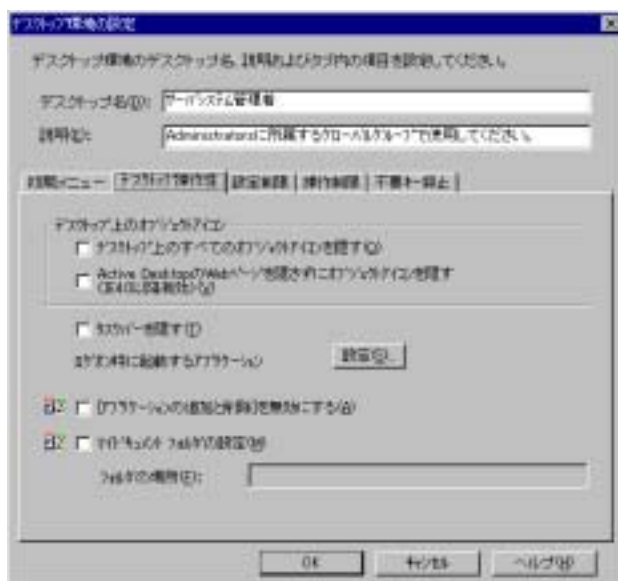 デスクトップ環境の設定
デスクトップ環境のデスクトップ名、説明およびタブ内の項目を設定してください。
デスクトップ名(D): サーバシステム管理者
説明(E): Administratorsに所属するグローバルグループで使用してください。
初期メニュー デスクトップ操作性 設定制限 操作制限 不要キー抑止
デスクトップ上のオブジェクトアイコン
デスクトップ上のすべてのオブジェクトアイコンを隠す(Q)
Active DesktopのWebページを隠さずにオブジェクトアイコンを隠す
(IE4.0以降有効)(W)
タスクバーを隠す(T)
ログオン時に起動するアプリケーション 設定(S)...
[アプリケーションの追加と削除]を無効にする(A)
マイドキュメント フォルダの設定(M)
フォルダの場所(F):
OK キャンセル ヘルプ(H)